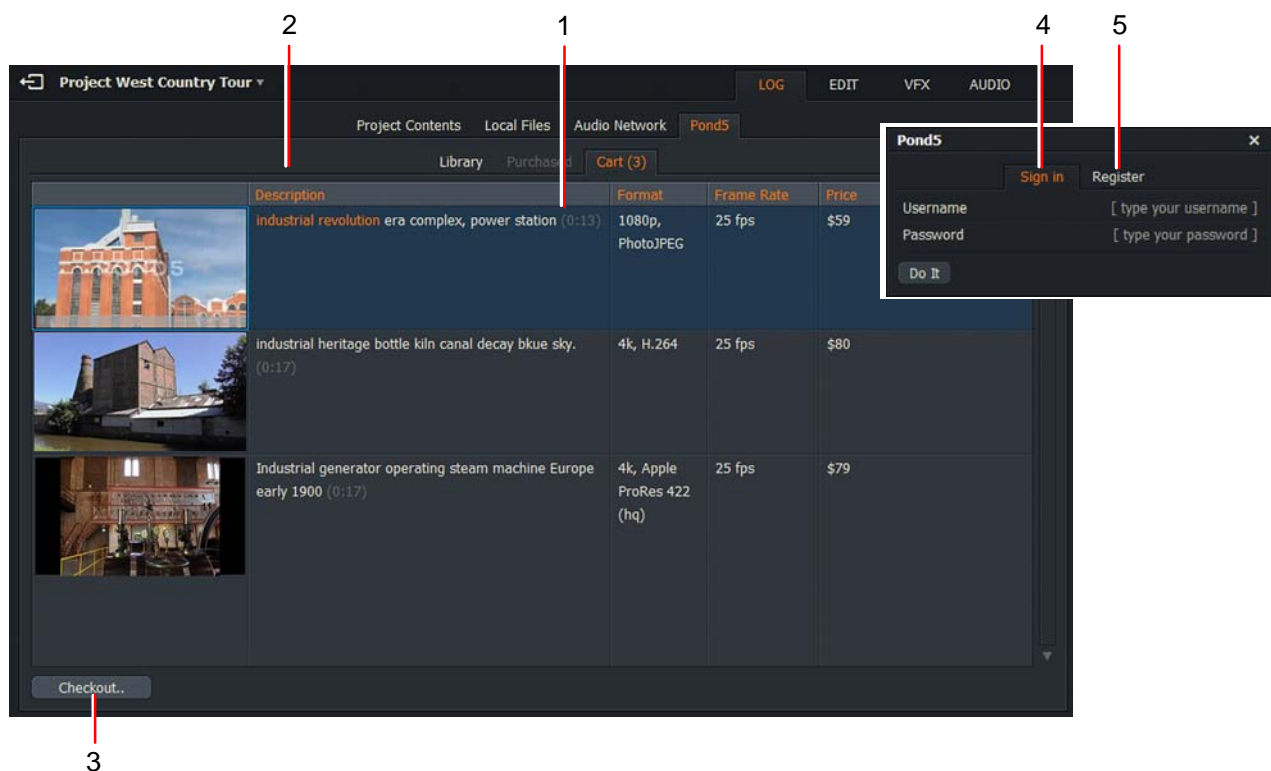 2 1 4 5
Project West Country Tour
LOG EDIT VFX AUDIO
Project Contents Local Files Audio Network Pond5
Library Purchased Cart (3)
Description Format Frame Rate Price
industrial revolution era complex, power station (0:13) 1080p, 25 fps $59
PhotoJPEG
POND5
industrial heritage bottle kiln canal decay bkue sky. 4k, H.264 25 fps $80
(0:17)
Industrial generator operating steam machine Europe 4k, Apple 25 fps $79
early 1900 (0:17) ProRes 422
(hq)
Checkout..
3
Pond5
Sign in Register
Username [ type your username ]
Password [ type your password ]
Do It